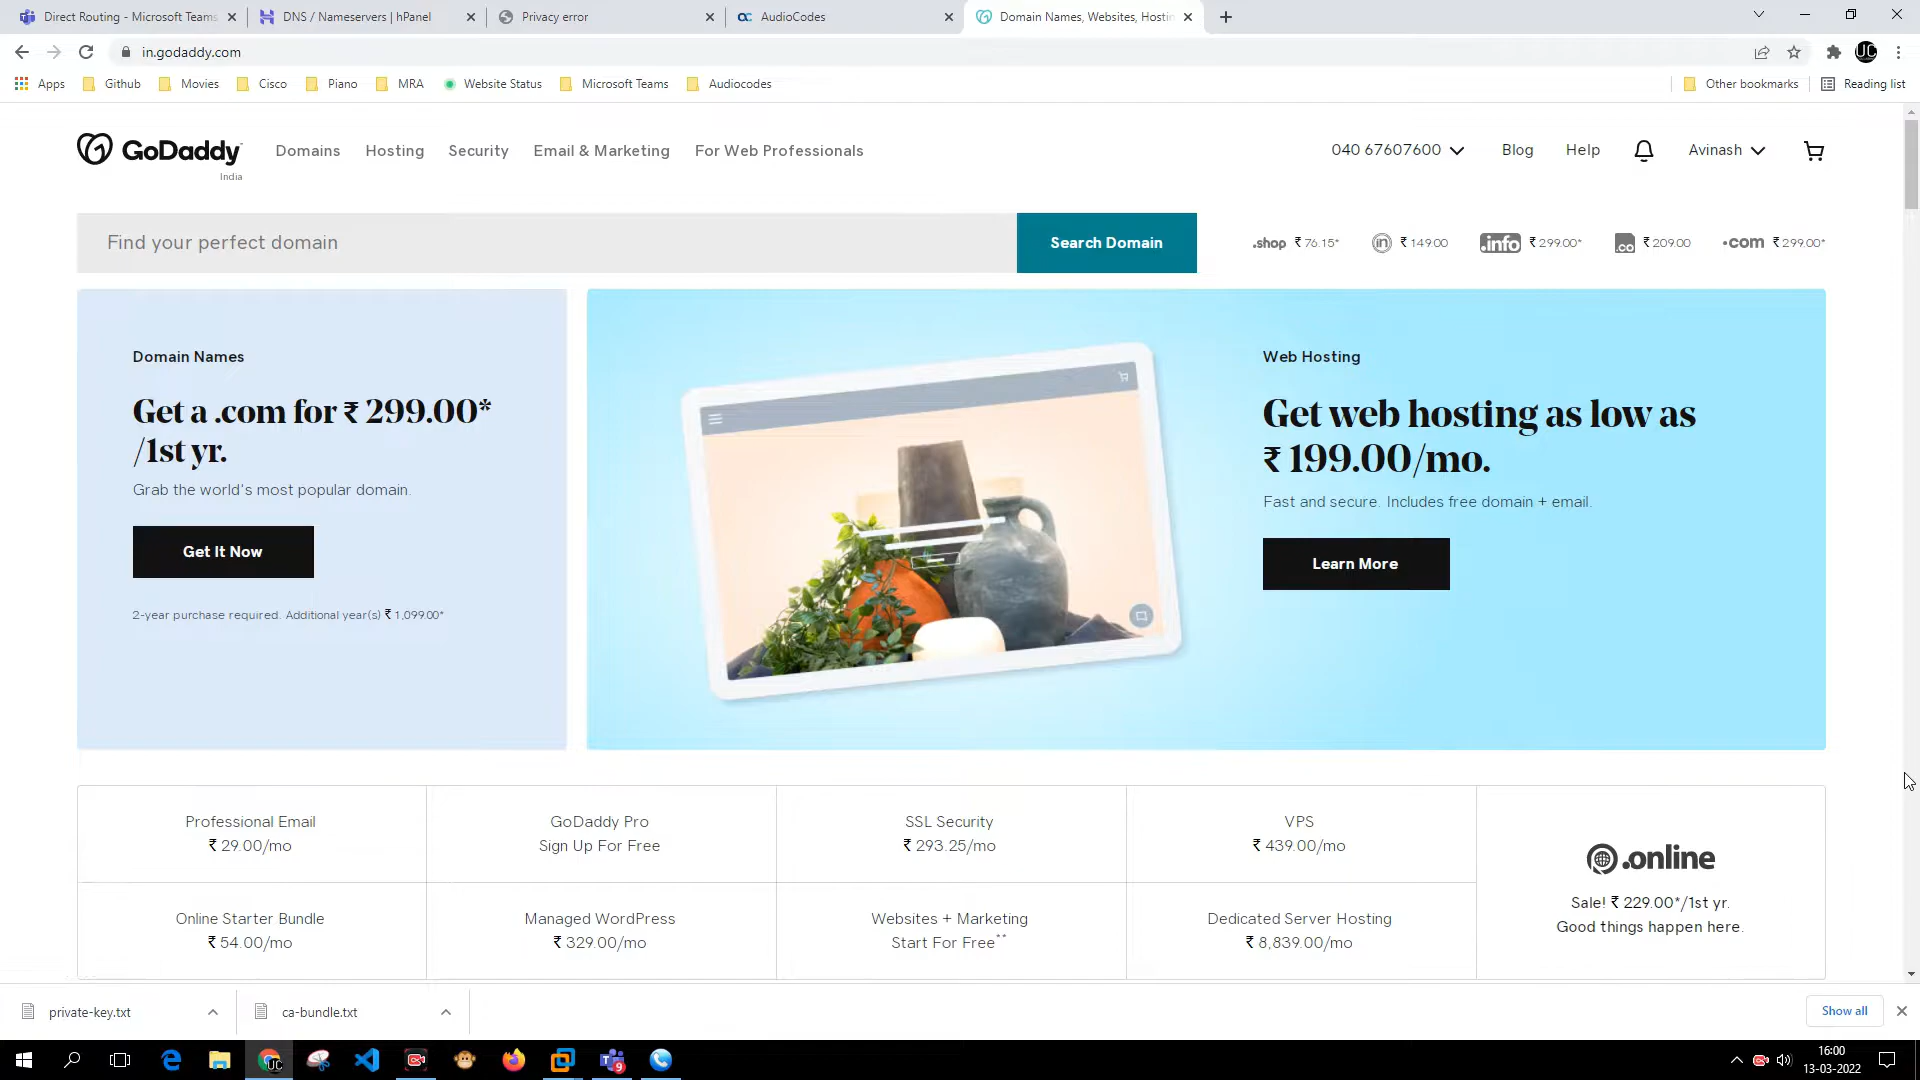 Direct Routing - Microsoft Teams
DNS / Nameservers | hPanel
Privacy error
AudioCodes
Domain Names, Websites, Hostin
in.godaddy.com
Apps
Github
Movies
Cisco
Piano
MRA
Website Status
Microsoft Teams
Audiocodes
Other bookmarks
Reading list
GoDaddy
India
Domains
Hosting
Security
Email & Marketing
For Web Professionals
040 67607600
Blog
Help
Avinash
Find your perfect domain
Search Domain
.shop ₹ 76.15*
in ₹ 149.00
.info ₹ 299.00*
.co ₹ 209.00
.com ₹ 299.00*
Domain Names
Get a .com for ₹ 299.00*
/1st yr.
Grab the world's most popular domain.
Get It Now
2-year purchase required. Additional year(s) ₹ 1,099.00*
Web Hosting
Get web hosting as low as
₹ 199.00/mo.
Fast and secure. Includes free domain + email.
Learn More
Professional Email
₹ 29.00/mo
GoDaddy Pro
Sign Up For Free
SSL Security
₹ 293.25/mo
VPS
₹ 439.00/mo
.online
Sale! ₹ 229.00*/1st yr.
Good things happen here.
Online Starter Bundle
₹ 54.00/mo
Managed WordPress
₹ 329.00/mo
Websites + Marketing
Start For Free**
Dedicated Server Hosting
₹ 8,839.00/mo
private-key.txt
ca-bundle.txt
Show all
UC
9
16:00
13-03-2022